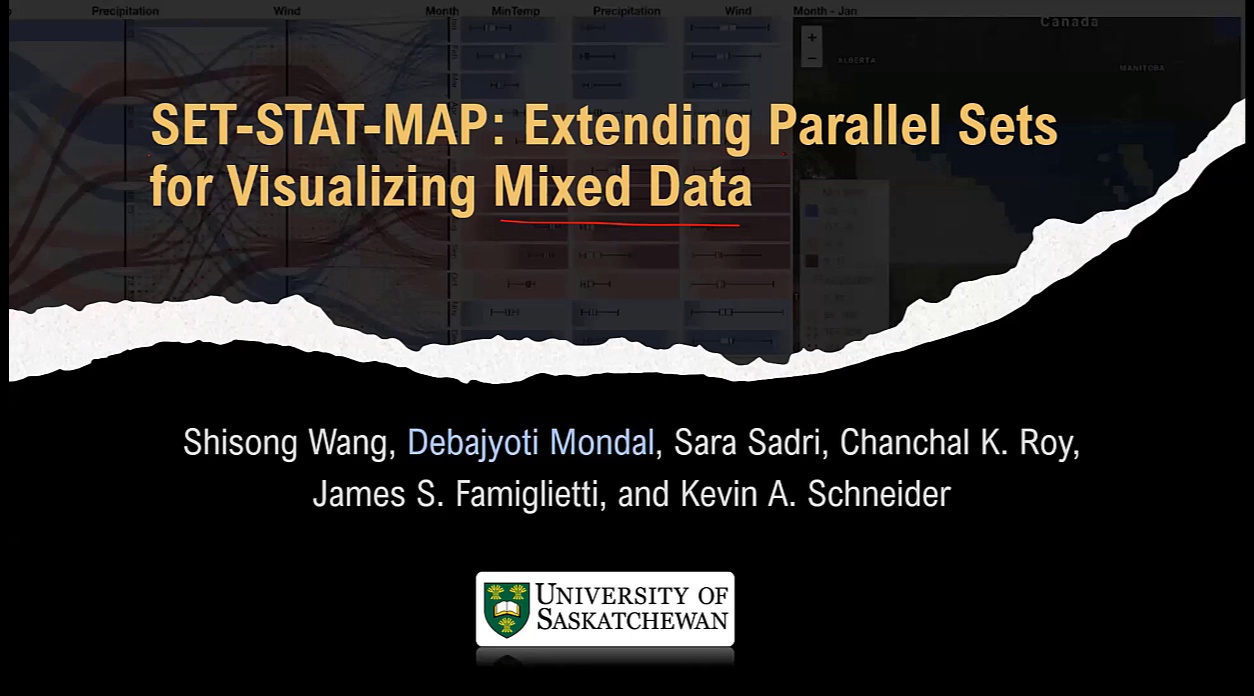 Precipitation Wind Month MinTemp Precipitation Wind Month - Jan
Canada
+
ALBERTA
−
MANITOBA
SET-STAT-MAP: Extending Parallel Sets
for Visualizing Mixed Data
Shisong Wang, Debajyoti Mondal, Sara Sadri, Chanchal K. Roy,
James S. Famiglietti, and Kevin A. Schneider
UNIVERSITY OF
SASKATCHEWAN